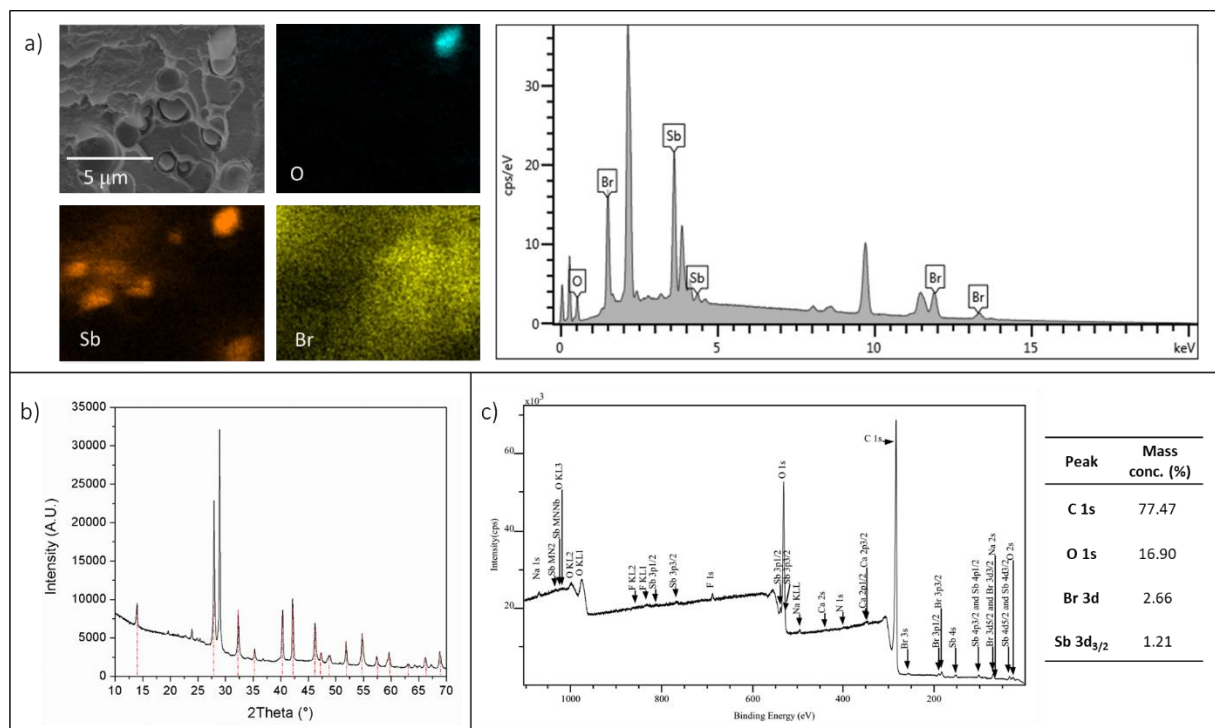 a)
5 μm
O
Sb
Br
cps/eV
30
20
10
0
O
Br
Sb
Sb
Br
Br
0
5
10
15
keV
b)
Intensity (A.U.)
35000
30000
25000
20000
15000
10000
5000
0
10 15 20 25 30 35 40 45 50 55 60 65 70
2Theta (°)
c)
x10³
60
40
20
Intensity(cps)
Na 1s
Sb MN2
Sb MNNb
O KL3
O KL2
O KL1
F KL2
F KL1
Sb 3p1/2
Sb 3p3/2
F 1s
O 1s
Sb 3p1/2
Sb 3p3/2
Na KLL
Ca 2s
N 1s
Ca 2p1/2
Ca 2p3/2
C 1s
Br 3s
Br 3p1/2
Br 3p3/2
Sb 4s
Sb 4p3/2 and Sb 4p1/2
Br 3d5/2 and Br 3d3/2
Na 2s
Sb 4d5/2 and Sb 4d3/2
O 2s
1000 800 600 400 200
Binding Energy (eV)
Peak Mass
conc. (%)
C 1s 77.47
O 1s 16.90
Br 3d 2.66
Sb 3d3/2 1.21